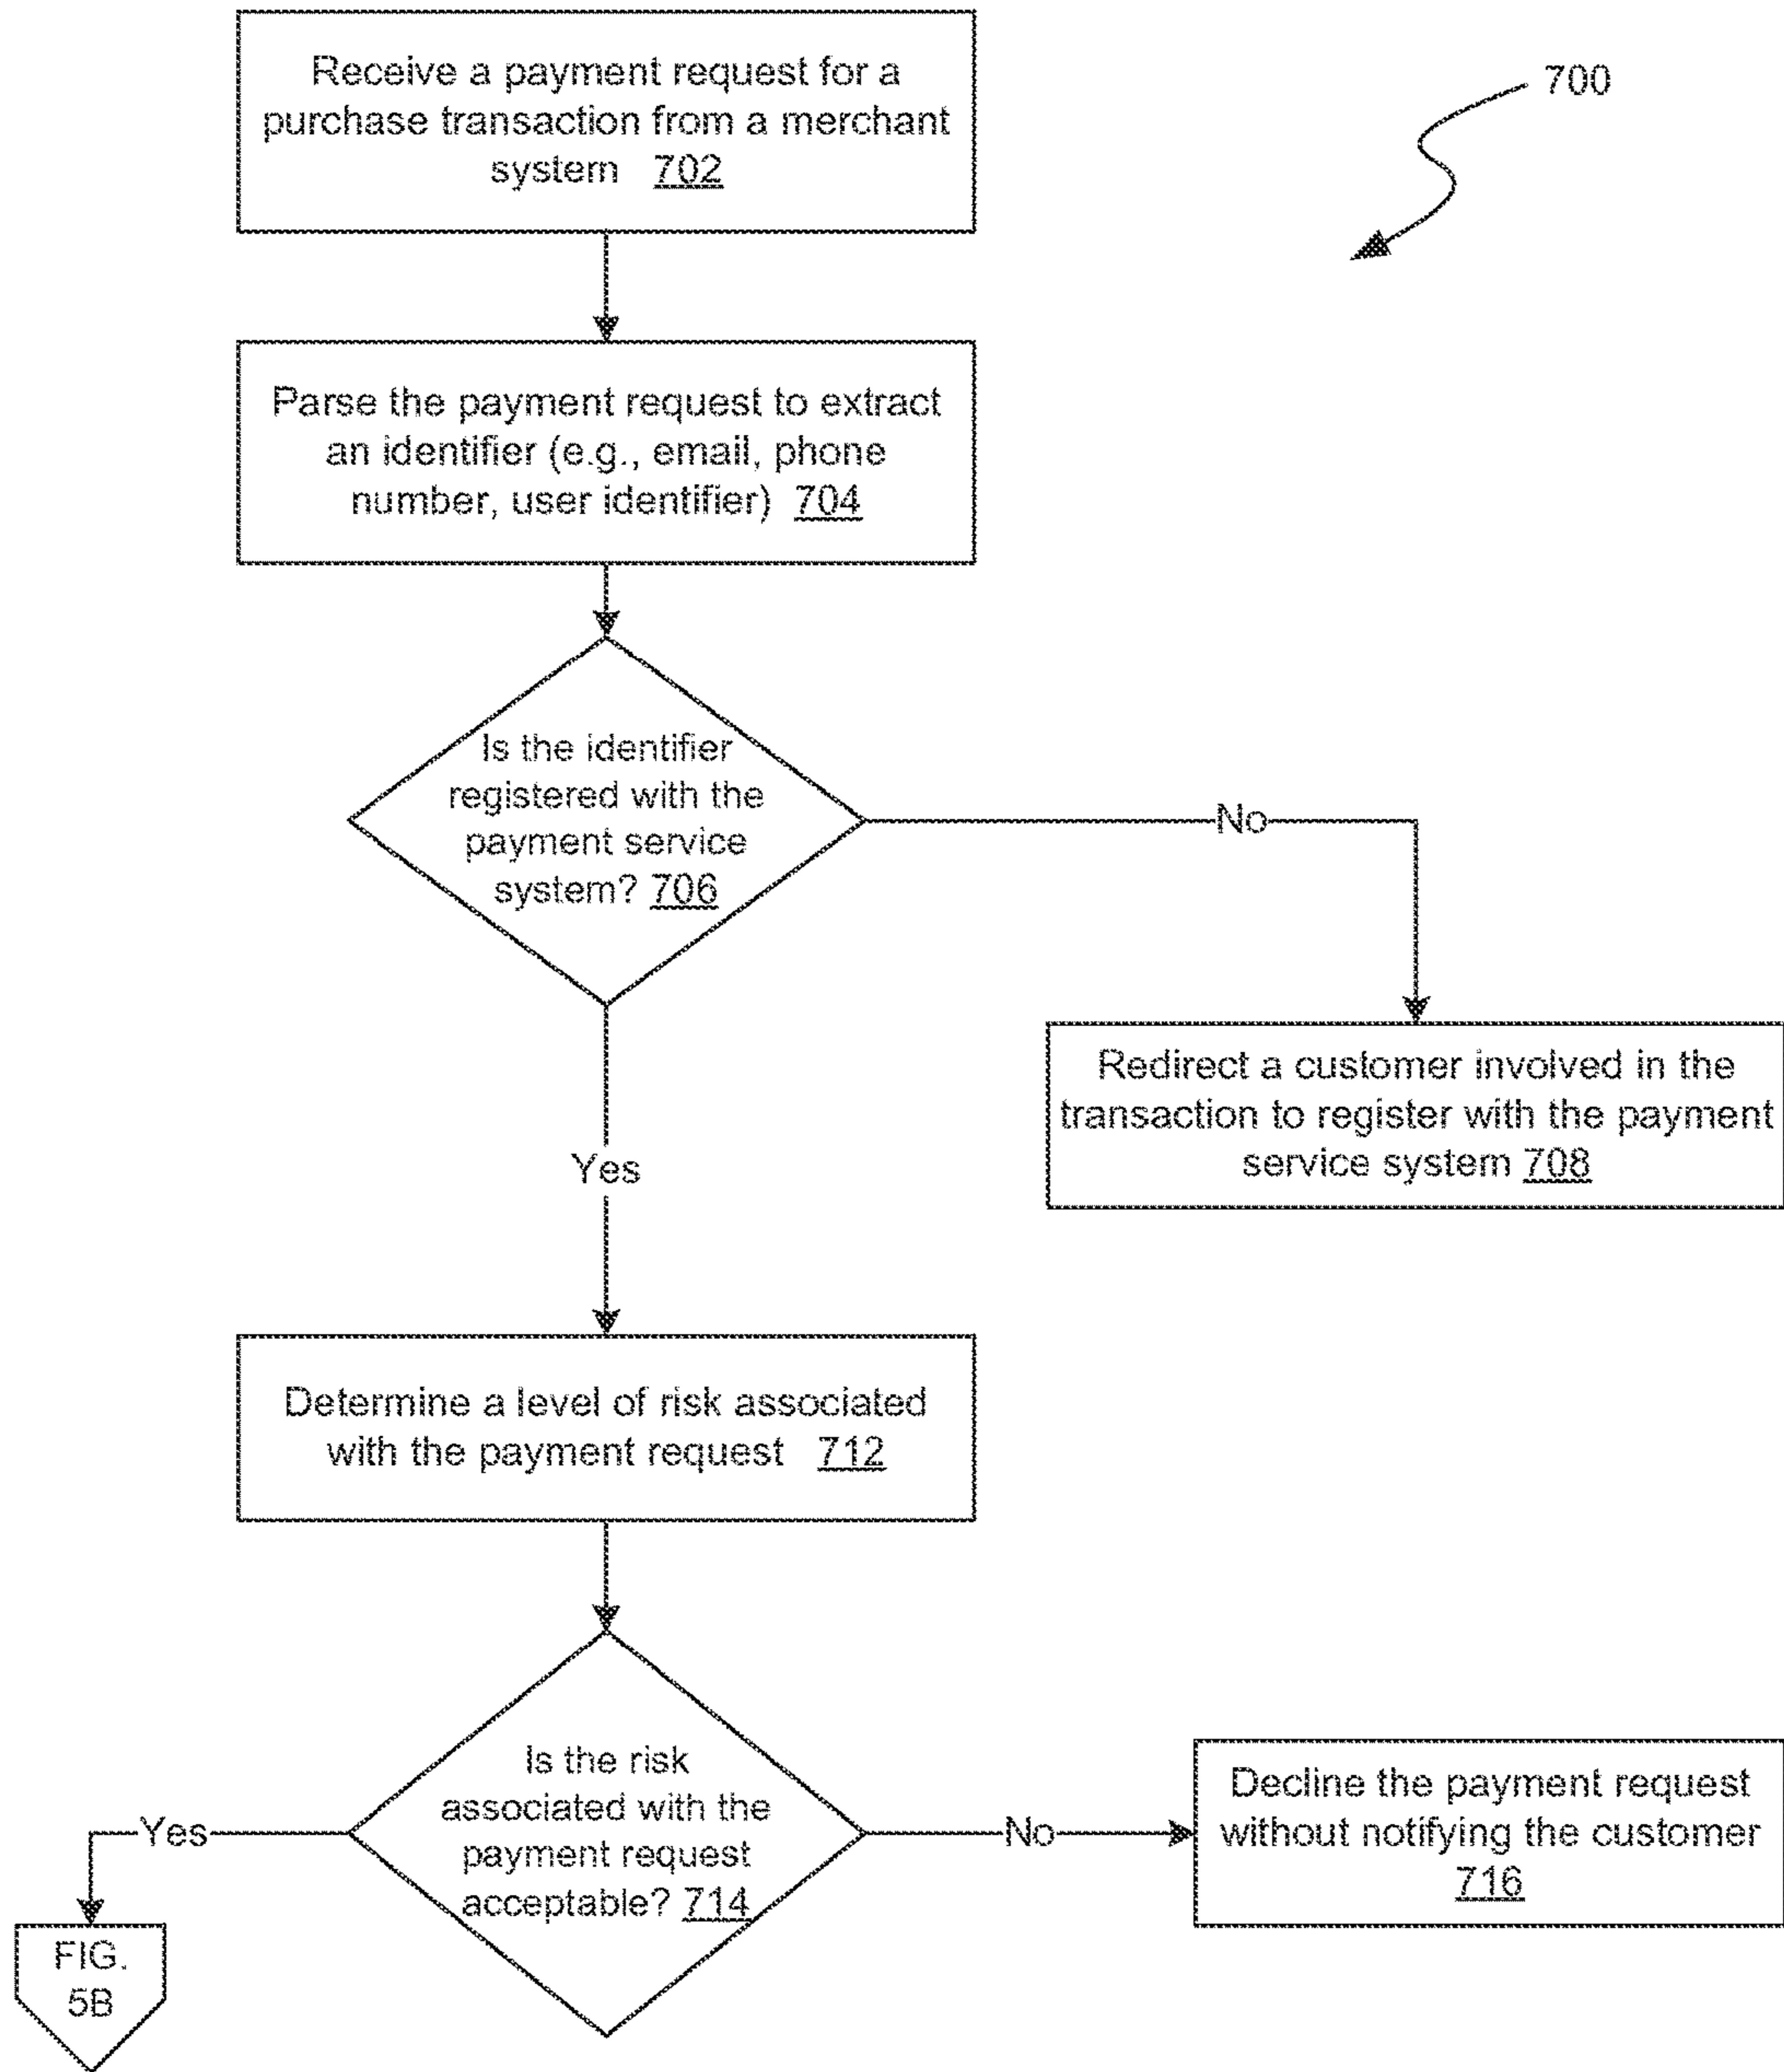 Receive a payment request for a
purchase transaction from a merchant
system 702
700
Parse the payment request to extract
an identifier (e.g., email, phone
number, user identifier) 704
Is the identifier
registered with the
payment service
system? 706
No
Redirect a customer involved in the
transaction to register with the payment
service system 708
Yes
Determine a level of risk associated
with the payment request 712
Is the risk
associated with the
payment request
acceptable? 714
Yes
No
Decline the payment request
without notifying the customer
716
FIG.
5B